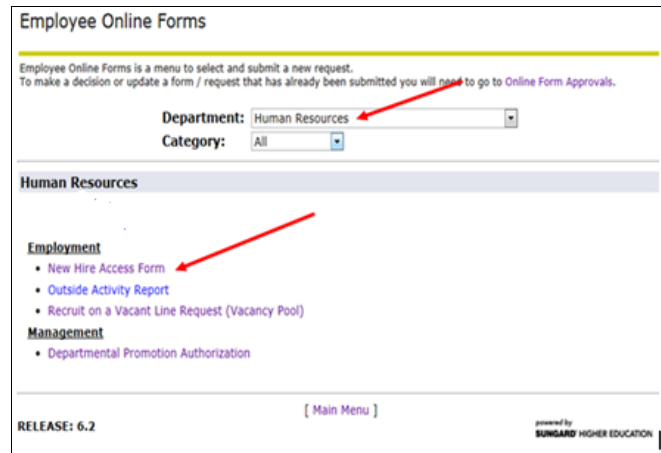 Employee Online Forms
Employee Online Forms is a menu to select and submit a new request.
To make a decision or update a form / request that has already been submitted you will need to go to Online Form Approvals.
Department: Human Resources
Category: All
Human Resources
Employment
• New Hire Access Form
• Outside Activity Report
• Recruit on a Vacant Line Request (Vacancy Pool)
Management
• Departmental Promotion Authorization
[ Main Menu ]
RELEASE: 6.2
powered by
SUNGARD HIGHER EDUCATION